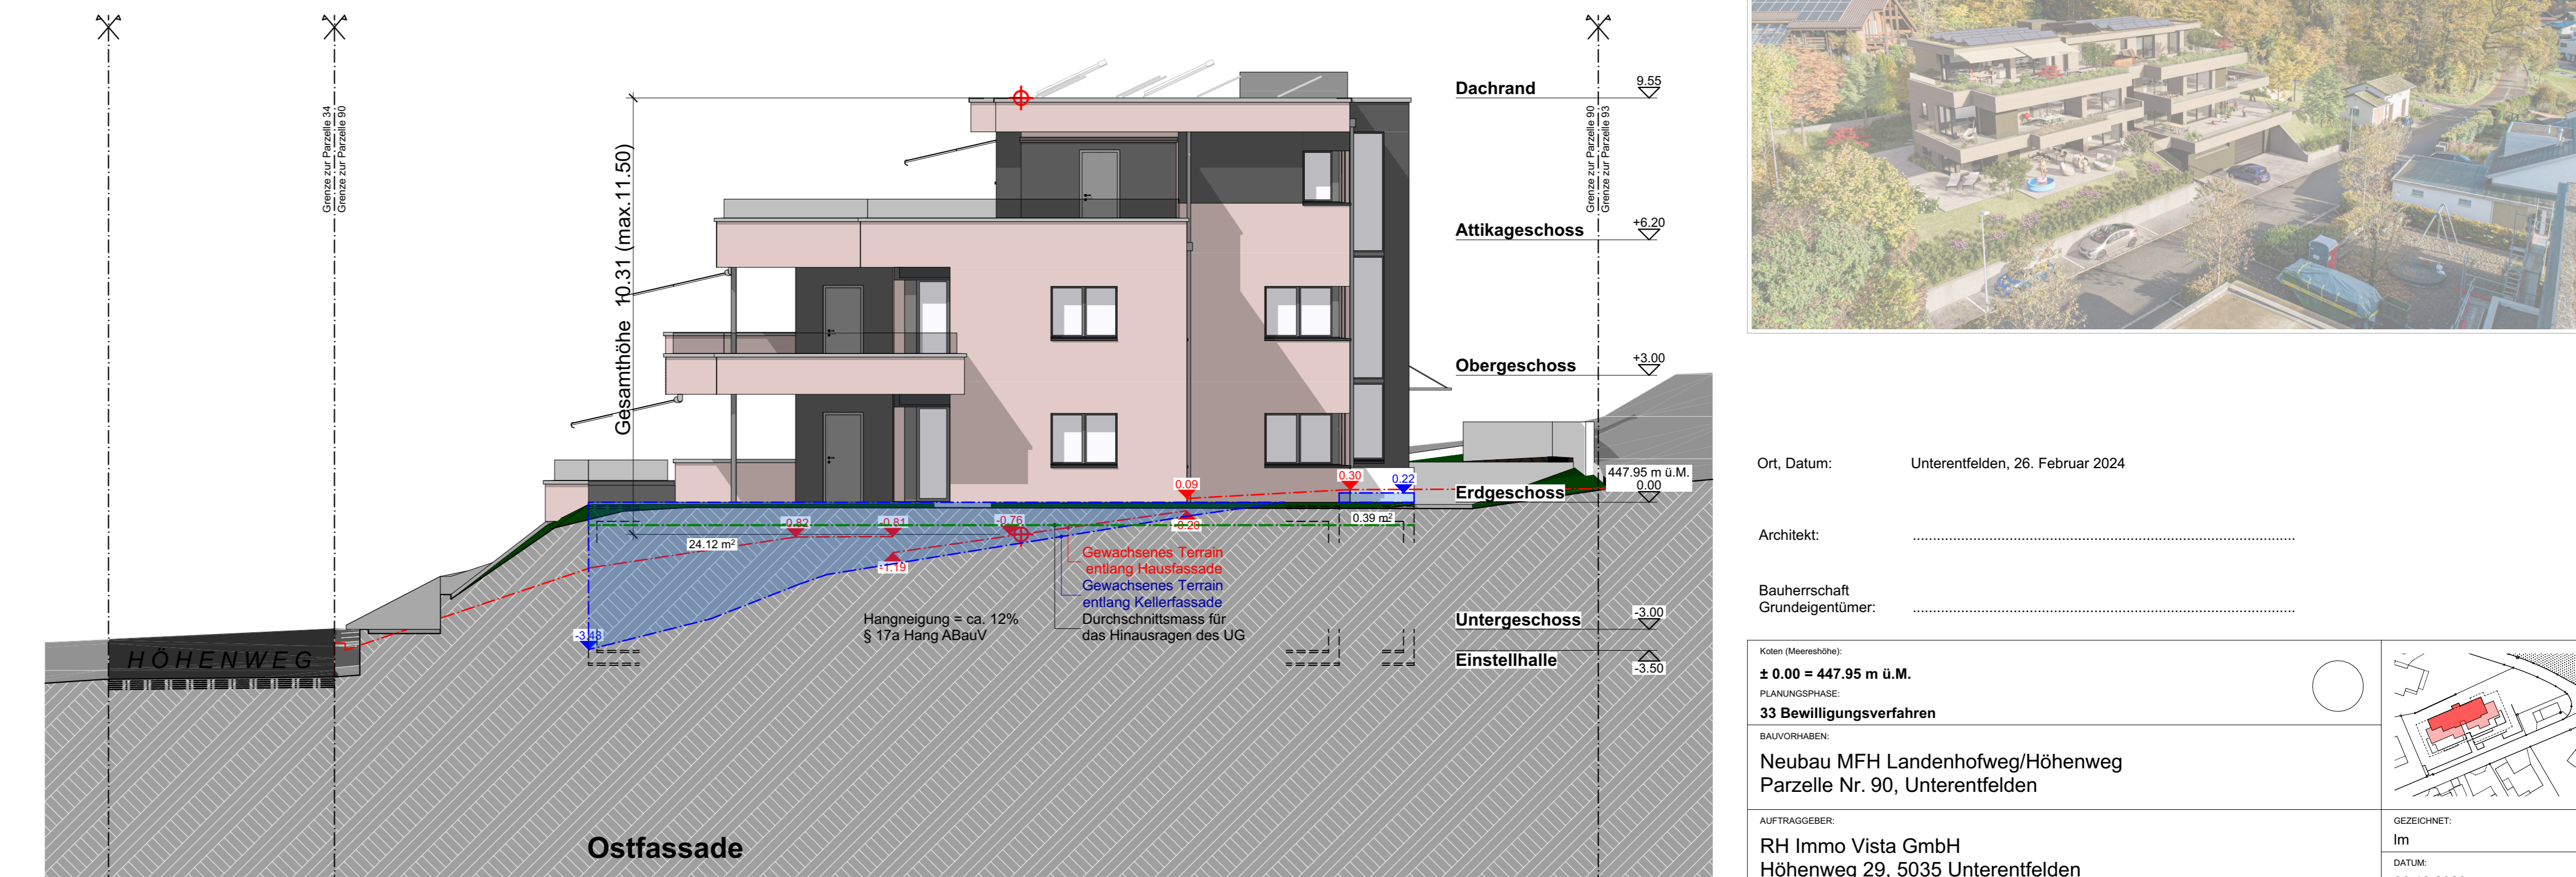 Grenze zur Parzelle 34
Grenze zur Parzelle 90
Gesamthöhe 10.31 (max.11.50)
Dachrand 9.55
Grenze zur Parzelle 90
Grenze zur Parzelle 93
Attikageschoss +6.20
Obergeschoss +3.00
447.95 m ü.M.
Erdgeschoss 0.00
0.09
0.30
0.22
0.39 m²
-0.82
-0.81
-0.76
-0.28
24.12 m²
-1.19
-3.48
Gewachsenes Terrain
entlang Hausfassade
Gewachsenes Terrain
entlang Kellerfassade
Durchschnittsmass für
das Hinausragen des UG
Hangneigung = ca. 12%
§ 17a Hang ABauV
Untergeschoss -3.00
Einstellhalle -3.50
HÖHENWEG
Ostfassade
Ort, Datum: Unterentfelden, 26. Februar 2024
Architekt:
Bauherrschaft
Grundeigentümer:
Koten (Meereshöhe):
± 0.00 = 447.95 m ü.M.
PLANUNGSPHASE:
33 Bewilligungsverfahren
BAUVORHABEN:
Neubau MFH Landenhofweg/Höhenweg
Parzelle Nr. 90, Unterentfelden
AUFTRAGGEBER:
RH Immo Vista GmbH
Höhenweg 29, 5035 Unterentfelden
GEZEICHNET:
lm
DATUM: